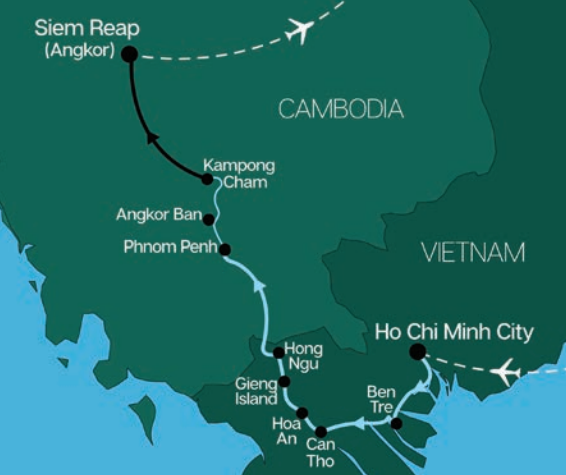 Siem Reap
(Angkor)
CAMBODIA
Kampong
Cham
Angkor Ban
Phnom Penh
VIETNAM
Ho Chi Minh City
Hong
Ngu
Gieng
Island
Ben
Tre
Hoa
An
Can
Tho